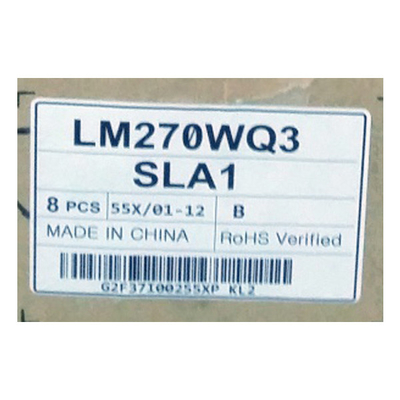 LM270WQ3
SLA1
8 PCS 55X/01-12 B
MADE IN CHINA RoHS Verified
G2F37100255XP KL2